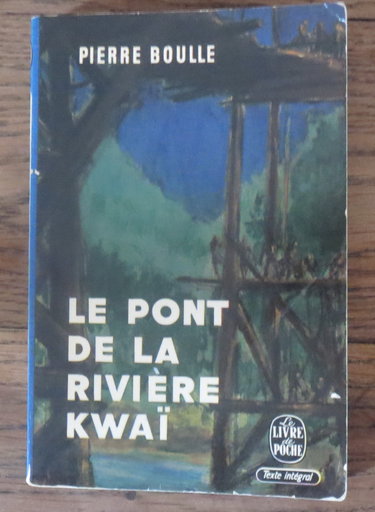 PIERRE BOULLE
LE PONT
DE LA
RIVIÈRE
KWAÏ
Le
LIVRE
de
POCHE
Texte intégral